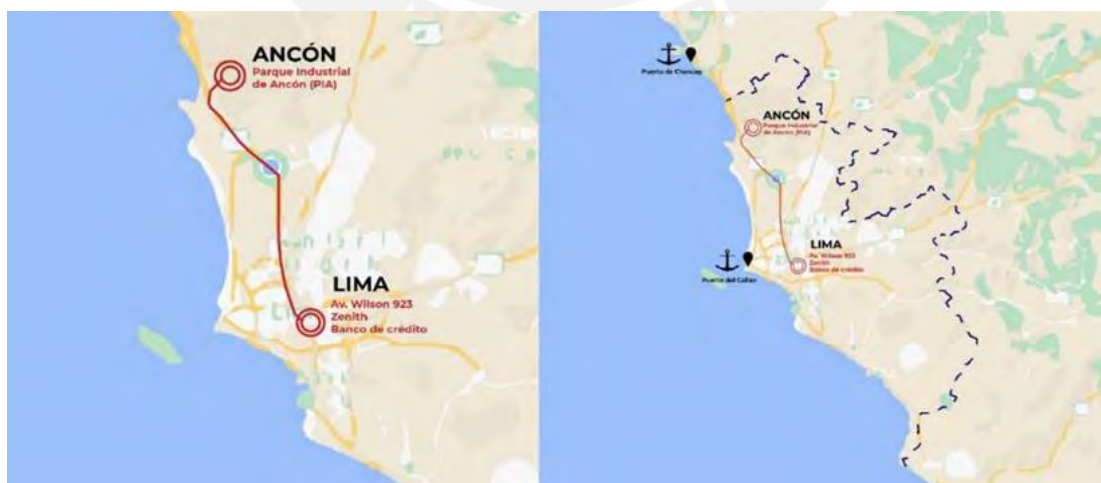 ANCÓN
Parque Industrial
de Ancón (PIA)
LIMA
Av. Wilson 923
Zenith
Banco de crédito
Puerto de Chancay
ANCÓN
Parque Industrial
de Ancón (PIA)
LIMA
Av. Wilson 923
Zenith
Banco de crédito
Puerto del Callao